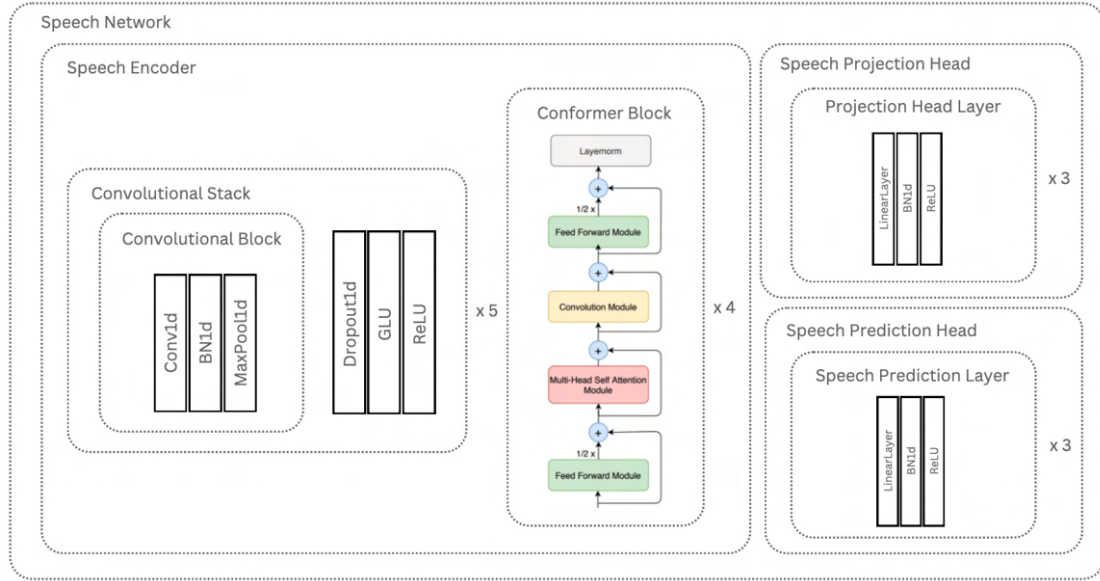 Speech Network
Speech Encoder
Convolutional Stack
Convolutional Block
Conv1d
BN1d
MaxPool1d
Dropout1d
GLU
ReLU
x 5
Conformer Block
Layernorm
+
1/2 x
Feed Forward Module
+
Convolution Module
+
Multi-Head Self Attention
Module
+
1/2 x
Feed Forward Module
x 4
Speech Projection Head
Projection Head Layer
LinearLayer
BN1d
ReLU
x 3
Speech Prediction Head
Speech Prediction Layer
LinearLayer
BN1d
ReLU
x 3